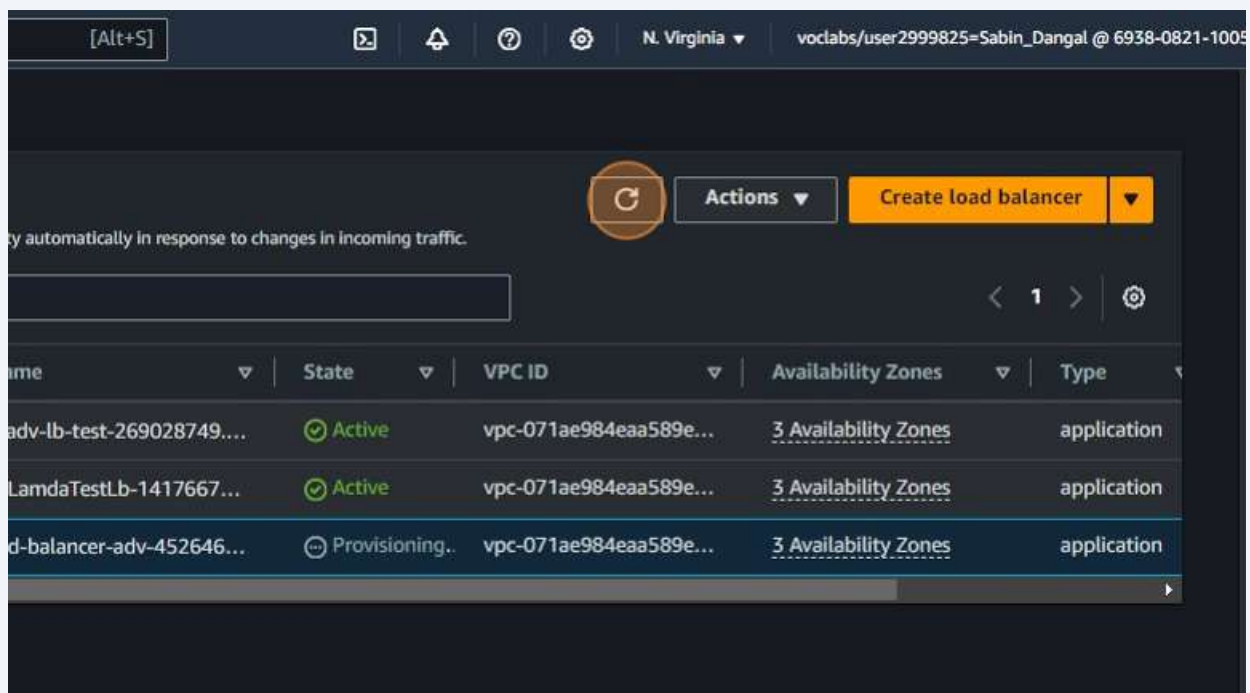 [Alt+S] N. Virginia ▼ voclabs/user2999825=Sabin_Dangal @ 6938-0821-1005
Actions ▼ Create load balancer ▼
ty automatically in response to changes in incoming traffic.
1
ame State VPC ID Availability Zones Type
adv-lb-test-269028749.... Active vpc-071ae984eaa589e... 3 Availability Zones application
LamdaTestLb-1417667... Active vpc-071ae984eaa589e... 3 Availability Zones application
d-balancer-adv-452646... Provisioning.. vpc-071ae984eaa589e... 3 Availability Zones application